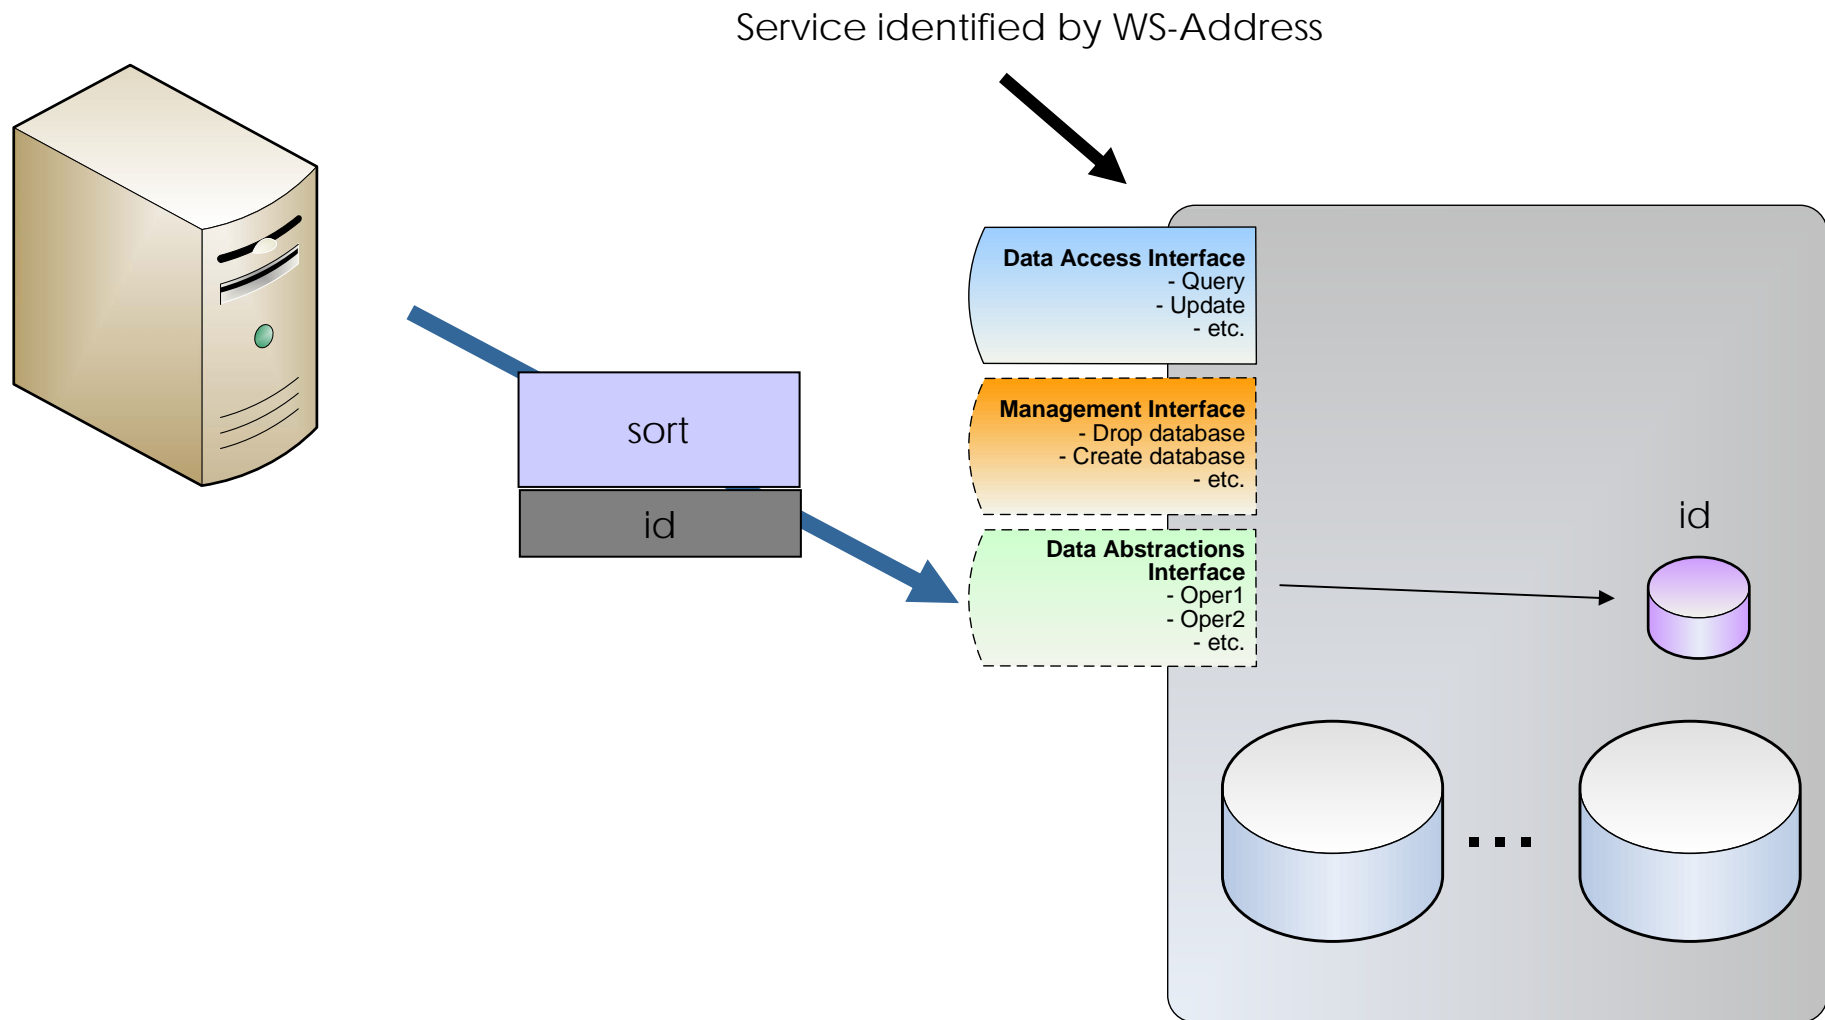 Service identified by WS-Address
Data Access Interface
- Query
- Update
- etc.
sort
id
Management Interface
- Drop database
- Create database
- etc.
Data Abstractions
Interface
- Oper1
- Oper2
- etc.
id